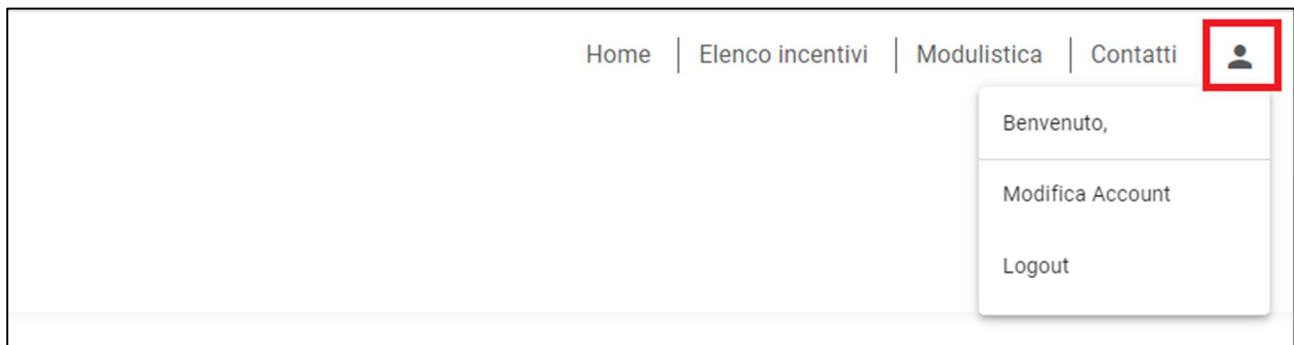 Home | Elenco incentivi | Modulistica | Contatti
Benvenuto,
Modifica Account
Logout